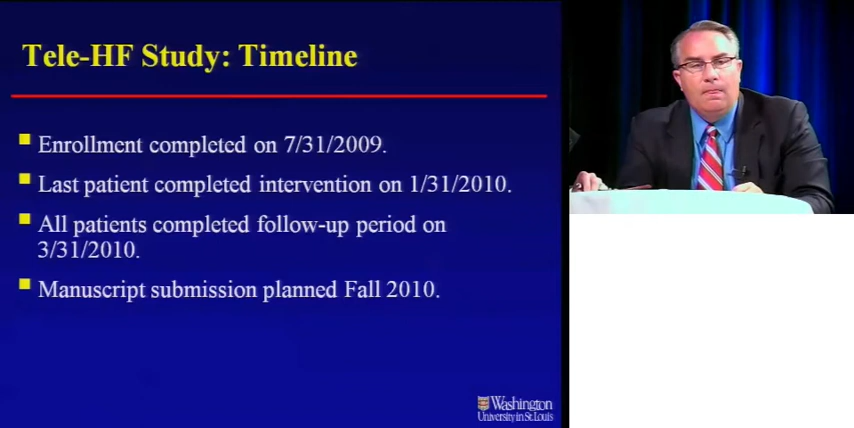 Tele-HF Study: Timeline
Enrollment completed on 7/31/2009.
Last patient completed intervention on 1/31/2010.
All patients completed follow-up period on
3/31/2010.
Manuscript submission planned Fall 2010.
Washington
University in St. Louis